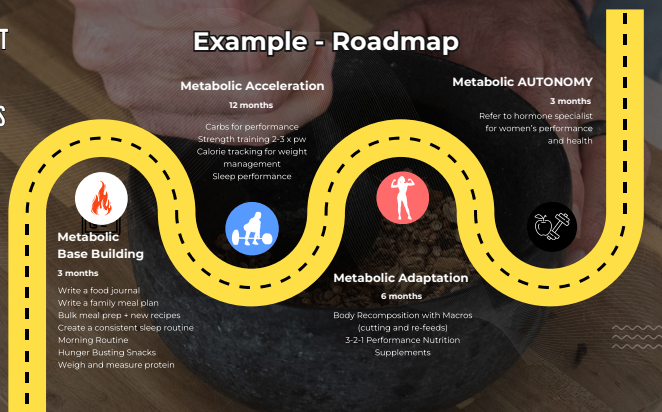 T
S
Example - Roadmap
Metabolic Acceleration
12 months
Carbs for performance
Strength training 2-3 x pw
Calorie tracking for weight
management
Sleep performance
Metabolic AUTONOMY
3 months
Refer to hormone specialist
for women's performance
and health
Metabolic
Base Building
3 months
Write a food journal
Write a family meal plan
Bulk meal prep + new recipes
Create a consistent sleep routine
Morning Routine
Hunger Busting Snacks
Weigh and measure protein
Metabolic Adaptation
6 months
Body Recomposition with Macros
(cutting and re-feeds)
3-2-1 Performance Nutrition
Supplements